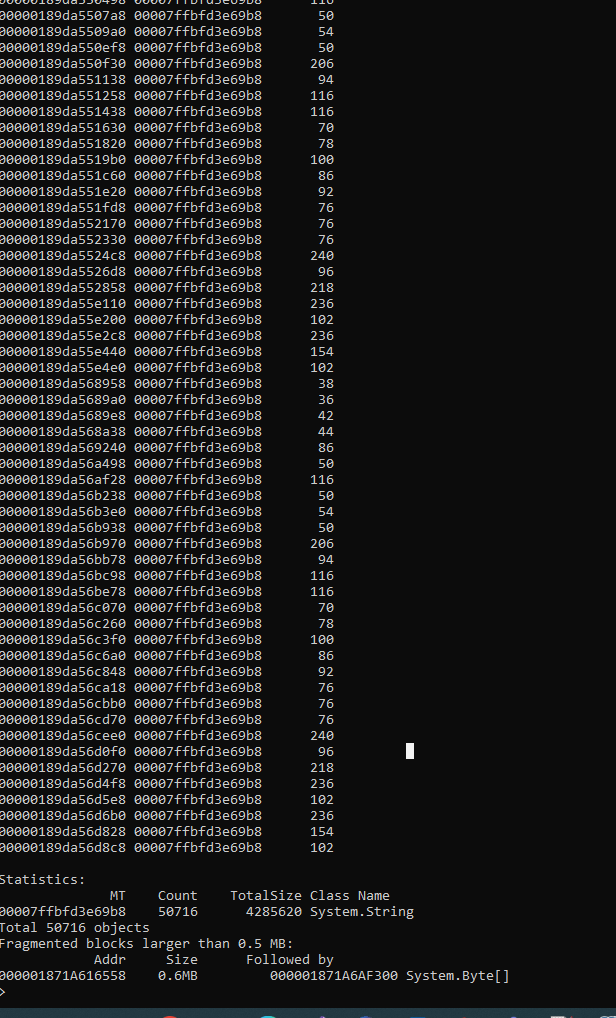 00000189da550498 00007ffbfd3e69b8 116
00000189da5507a8 00007ffbfd3e69b8 50
00000189da5509a0 00007ffbfd3e69b8 54
00000189da550ef8 00007ffbfd3e69b8 50
00000189da550f30 00007ffbfd3e69b8 206
00000189da551138 00007ffbfd3e69b8 94
00000189da551258 00007ffbfd3e69b8 116
00000189da551438 00007ffbfd3e69b8 116
00000189da551630 00007ffbfd3e69b8 70
00000189da551820 00007ffbfd3e69b8 78
00000189da5519b0 00007ffbfd3e69b8 100
00000189da551c60 00007ffbfd3e69b8 86
00000189da551e20 00007ffbfd3e69b8 92
00000189da551fd8 00007ffbfd3e69b8 76
00000189da552170 00007ffbfd3e69b8 76
00000189da552330 00007ffbfd3e69b8 76
00000189da5524c8 00007ffbfd3e69b8 240
00000189da5526d8 00007ffbfd3e69b8 96
00000189da552858 00007ffbfd3e69b8 218
00000189da55e110 00007ffbfd3e69b8 236
00000189da55e200 00007ffbfd3e69b8 102
00000189da55e2c8 00007ffbfd3e69b8 236
00000189da55e440 00007ffbfd3e69b8 154
00000189da55e4e0 00007ffbfd3e69b8 102
00000189da568958 00007ffbfd3e69b8 38
00000189da5689a0 00007ffbfd3e69b8 36
00000189da5689e8 00007ffbfd3e69b8 42
00000189da568a38 00007ffbfd3e69b8 44
00000189da569240 00007ffbfd3e69b8 86
00000189da56a498 00007ffbfd3e69b8 50
00000189da56af28 00007ffbfd3e69b8 116
00000189da56b238 00007ffbfd3e69b8 50
00000189da56b3e0 00007ffbfd3e69b8 54
00000189da56b938 00007ffbfd3e69b8 50
00000189da56b970 00007ffbfd3e69b8 206
00000189da56bb78 00007ffbfd3e69b8 94
00000189da56bc98 00007ffbfd3e69b8 116
00000189da56be78 00007ffbfd3e69b8 116
00000189da56c070 00007ffbfd3e69b8 70
00000189da56c260 00007ffbfd3e69b8 78
00000189da56c3f0 00007ffbfd3e69b8 100
00000189da56c6a0 00007ffbfd3e69b8 86
00000189da56c848 00007ffbfd3e69b8 92
00000189da56ca18 00007ffbfd3e69b8 76
00000189da56cbb0 00007ffbfd3e69b8 76
00000189da56cd70 00007ffbfd3e69b8 76
00000189da56cee0 00007ffbfd3e69b8 240
00000189da56d0f0 00007ffbfd3e69b8 96
00000189da56d270 00007ffbfd3e69b8 218
00000189da56d4f8 00007ffbfd3e69b8 236
00000189da56d5e8 00007ffbfd3e69b8 102
00000189da56d6b0 00007ffbfd3e69b8 236
00000189da56d828 00007ffbfd3e69b8 154
00000189da56d8c8 00007ffbfd3e69b8 102
Statistics:
MT Count TotalSize Class Name
00007ffbfd3e69b8 50716 4285620 System.String
Total 50716 objects
Fragmented blocks larger than 0.5 MB:
Addr Size Followed by
000001871A616558 0.6MB 000001871A6AF300 System.Byte[]
>